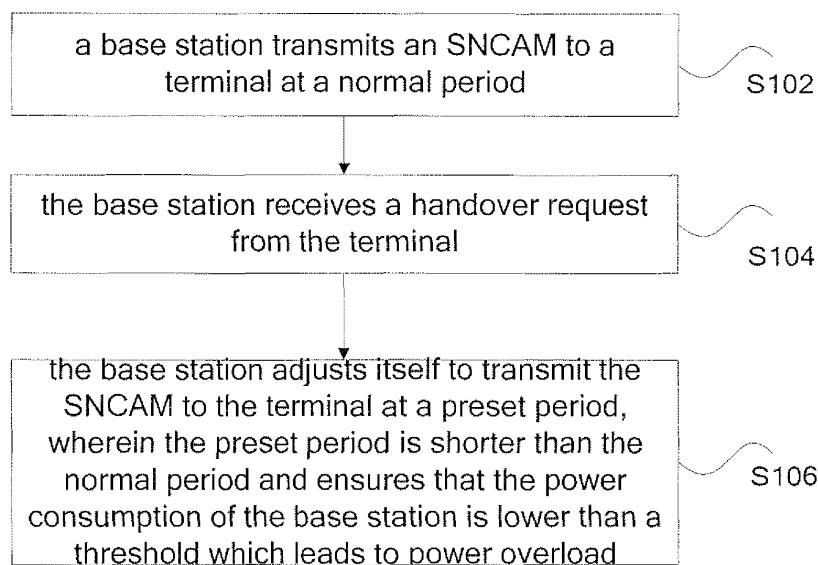 a base station transmits an SNCAM to a
terminal at a normal period
S102
the base station receives a handover request
from the terminal
S104
the base station adjusts itself to transmit the
SNCAM to the terminal at a preset period,
wherein the preset period is shorter than the
normal period and ensures that the power
consumption of the base station is lower than a
threshold which leads to power overload
S106